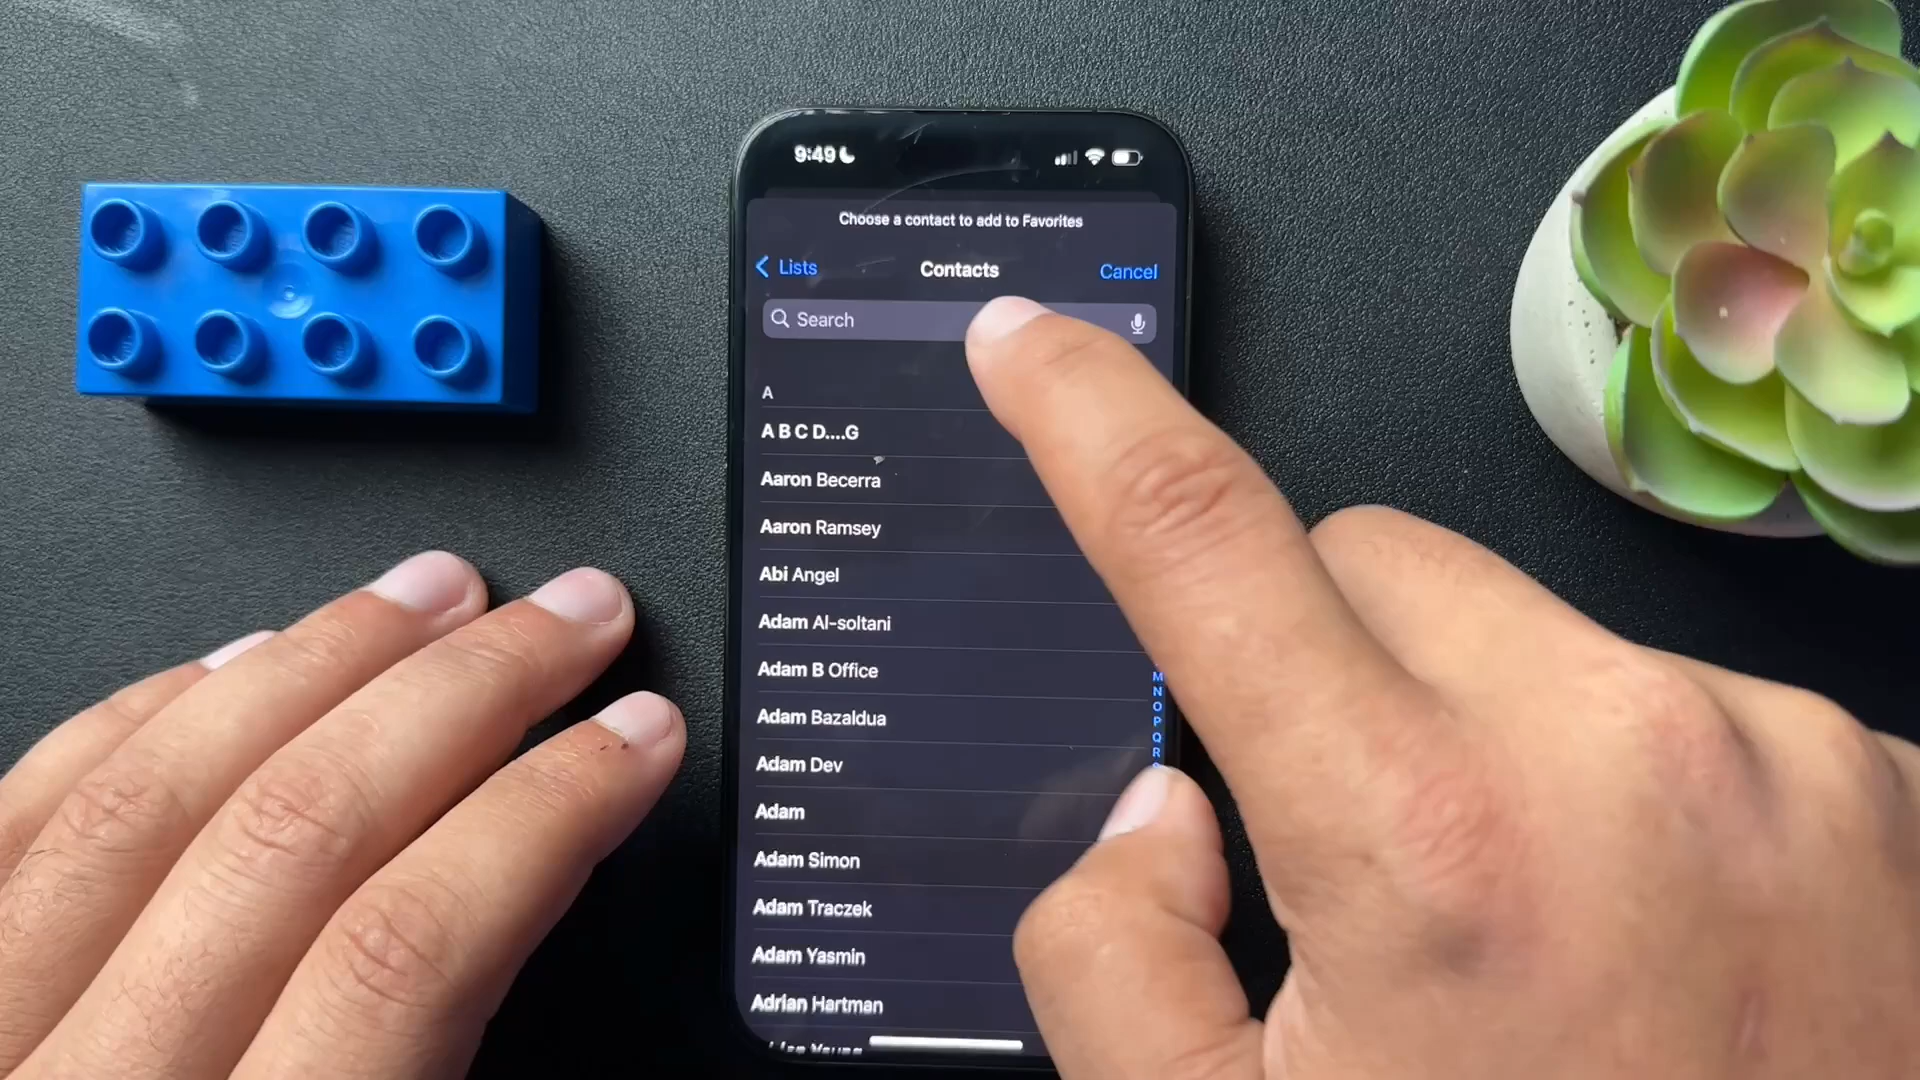 9:49
Choose a contact to add to Favorites
Lists
Contacts
Cancel
Search
A
A B C D....G
Aaron Becerra
Aaron Ramsey
Abi Angel
Adam Al-soltani
Adam B Office
M
Adam Bazaldua
N
O
P
Q
R
Adam Dev
Adam
Adam Simon
Adam Traczek
Adam Yasmin
Adrian Hartman